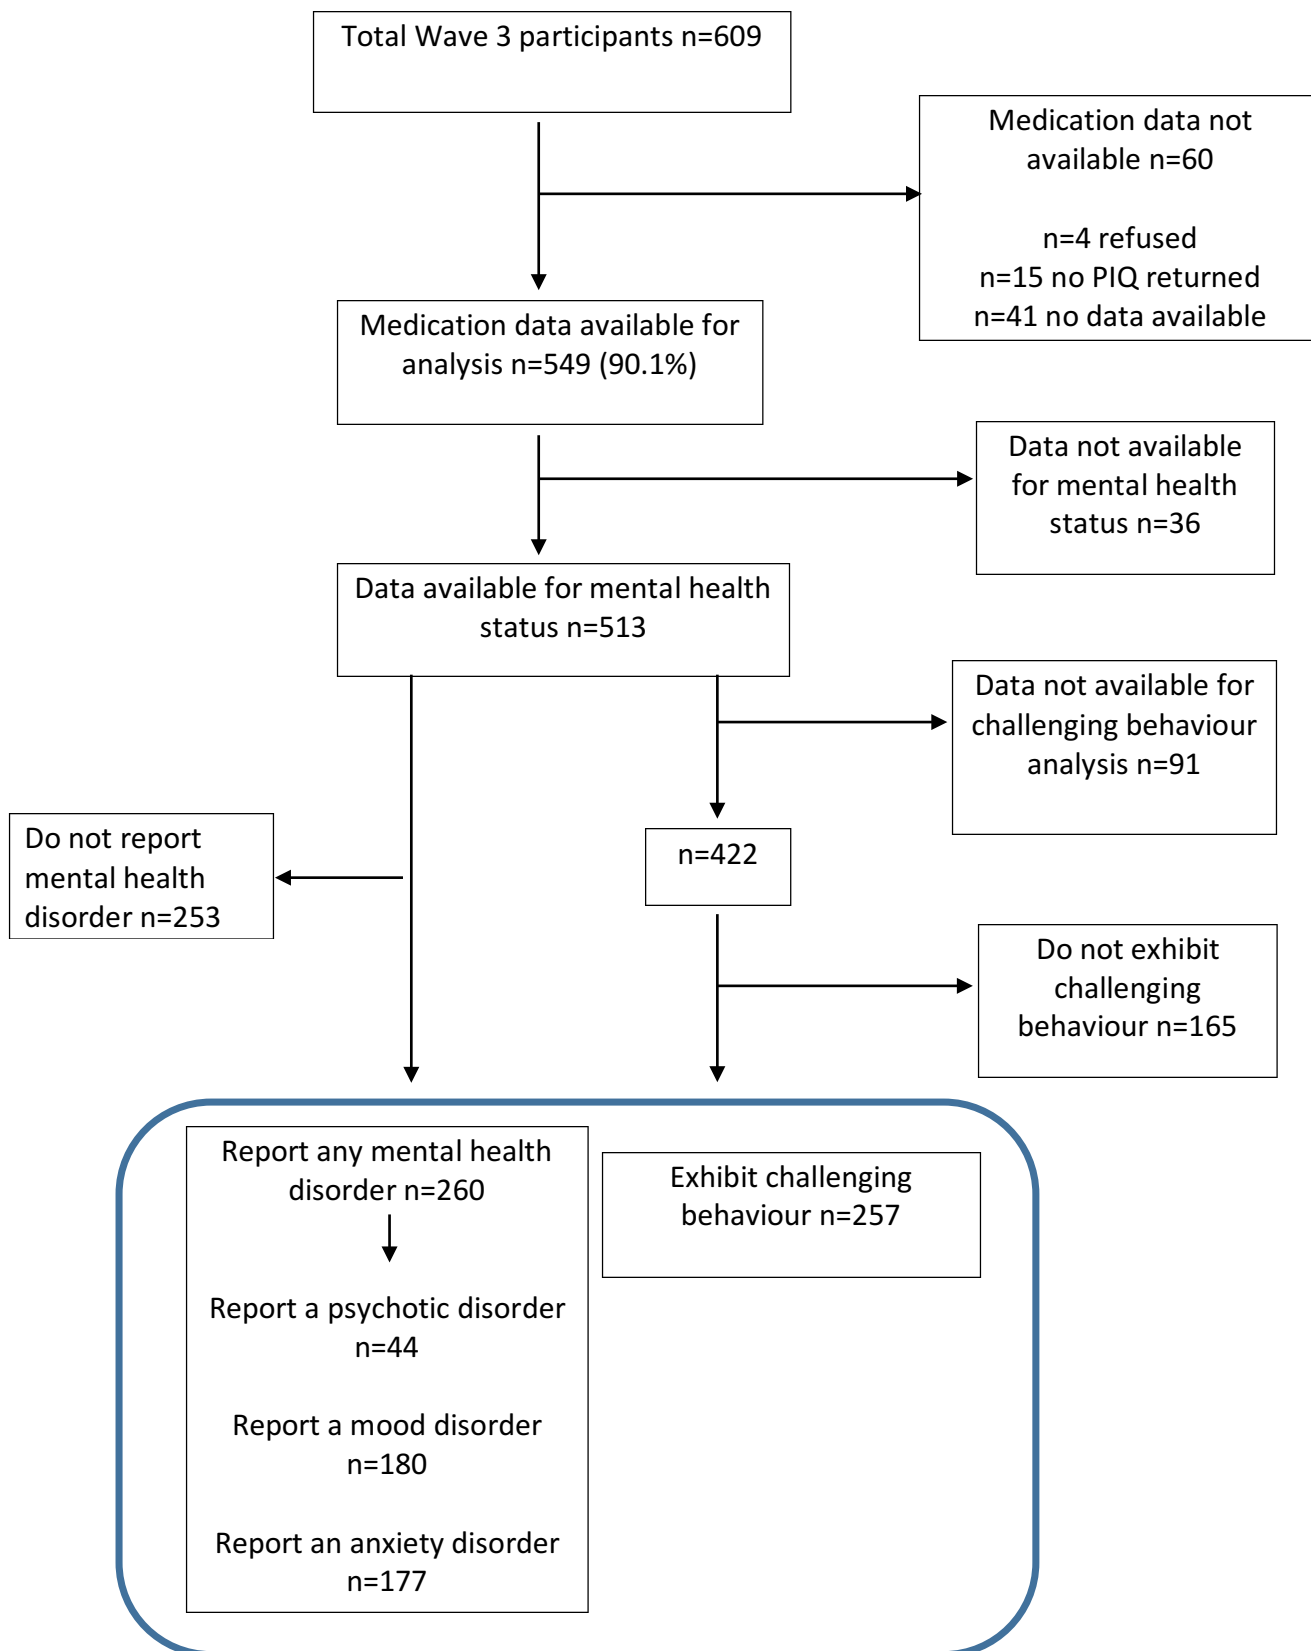 Total Wave 3 participants n=609
Medication data not
available n=60
n=4 refused
n=15 no PIQ returned
n=41 no data available
Medication data available for
analysis n=549 (90.1%)
Data not available
for mental health
status n=36
Data available for mental health
status n=513
Data not available for
challenging behaviour
analysis n=91
Do not report
mental health
disorder n=253
n=422
Do not exhibit
challenging
behaviour n=165
Report any mental health
disorder n=260
Report a psychotic disorder
n=44
Report a mood disorder
n=180
Report an anxiety disorder
n=177
Exhibit challenging
behaviour n=257